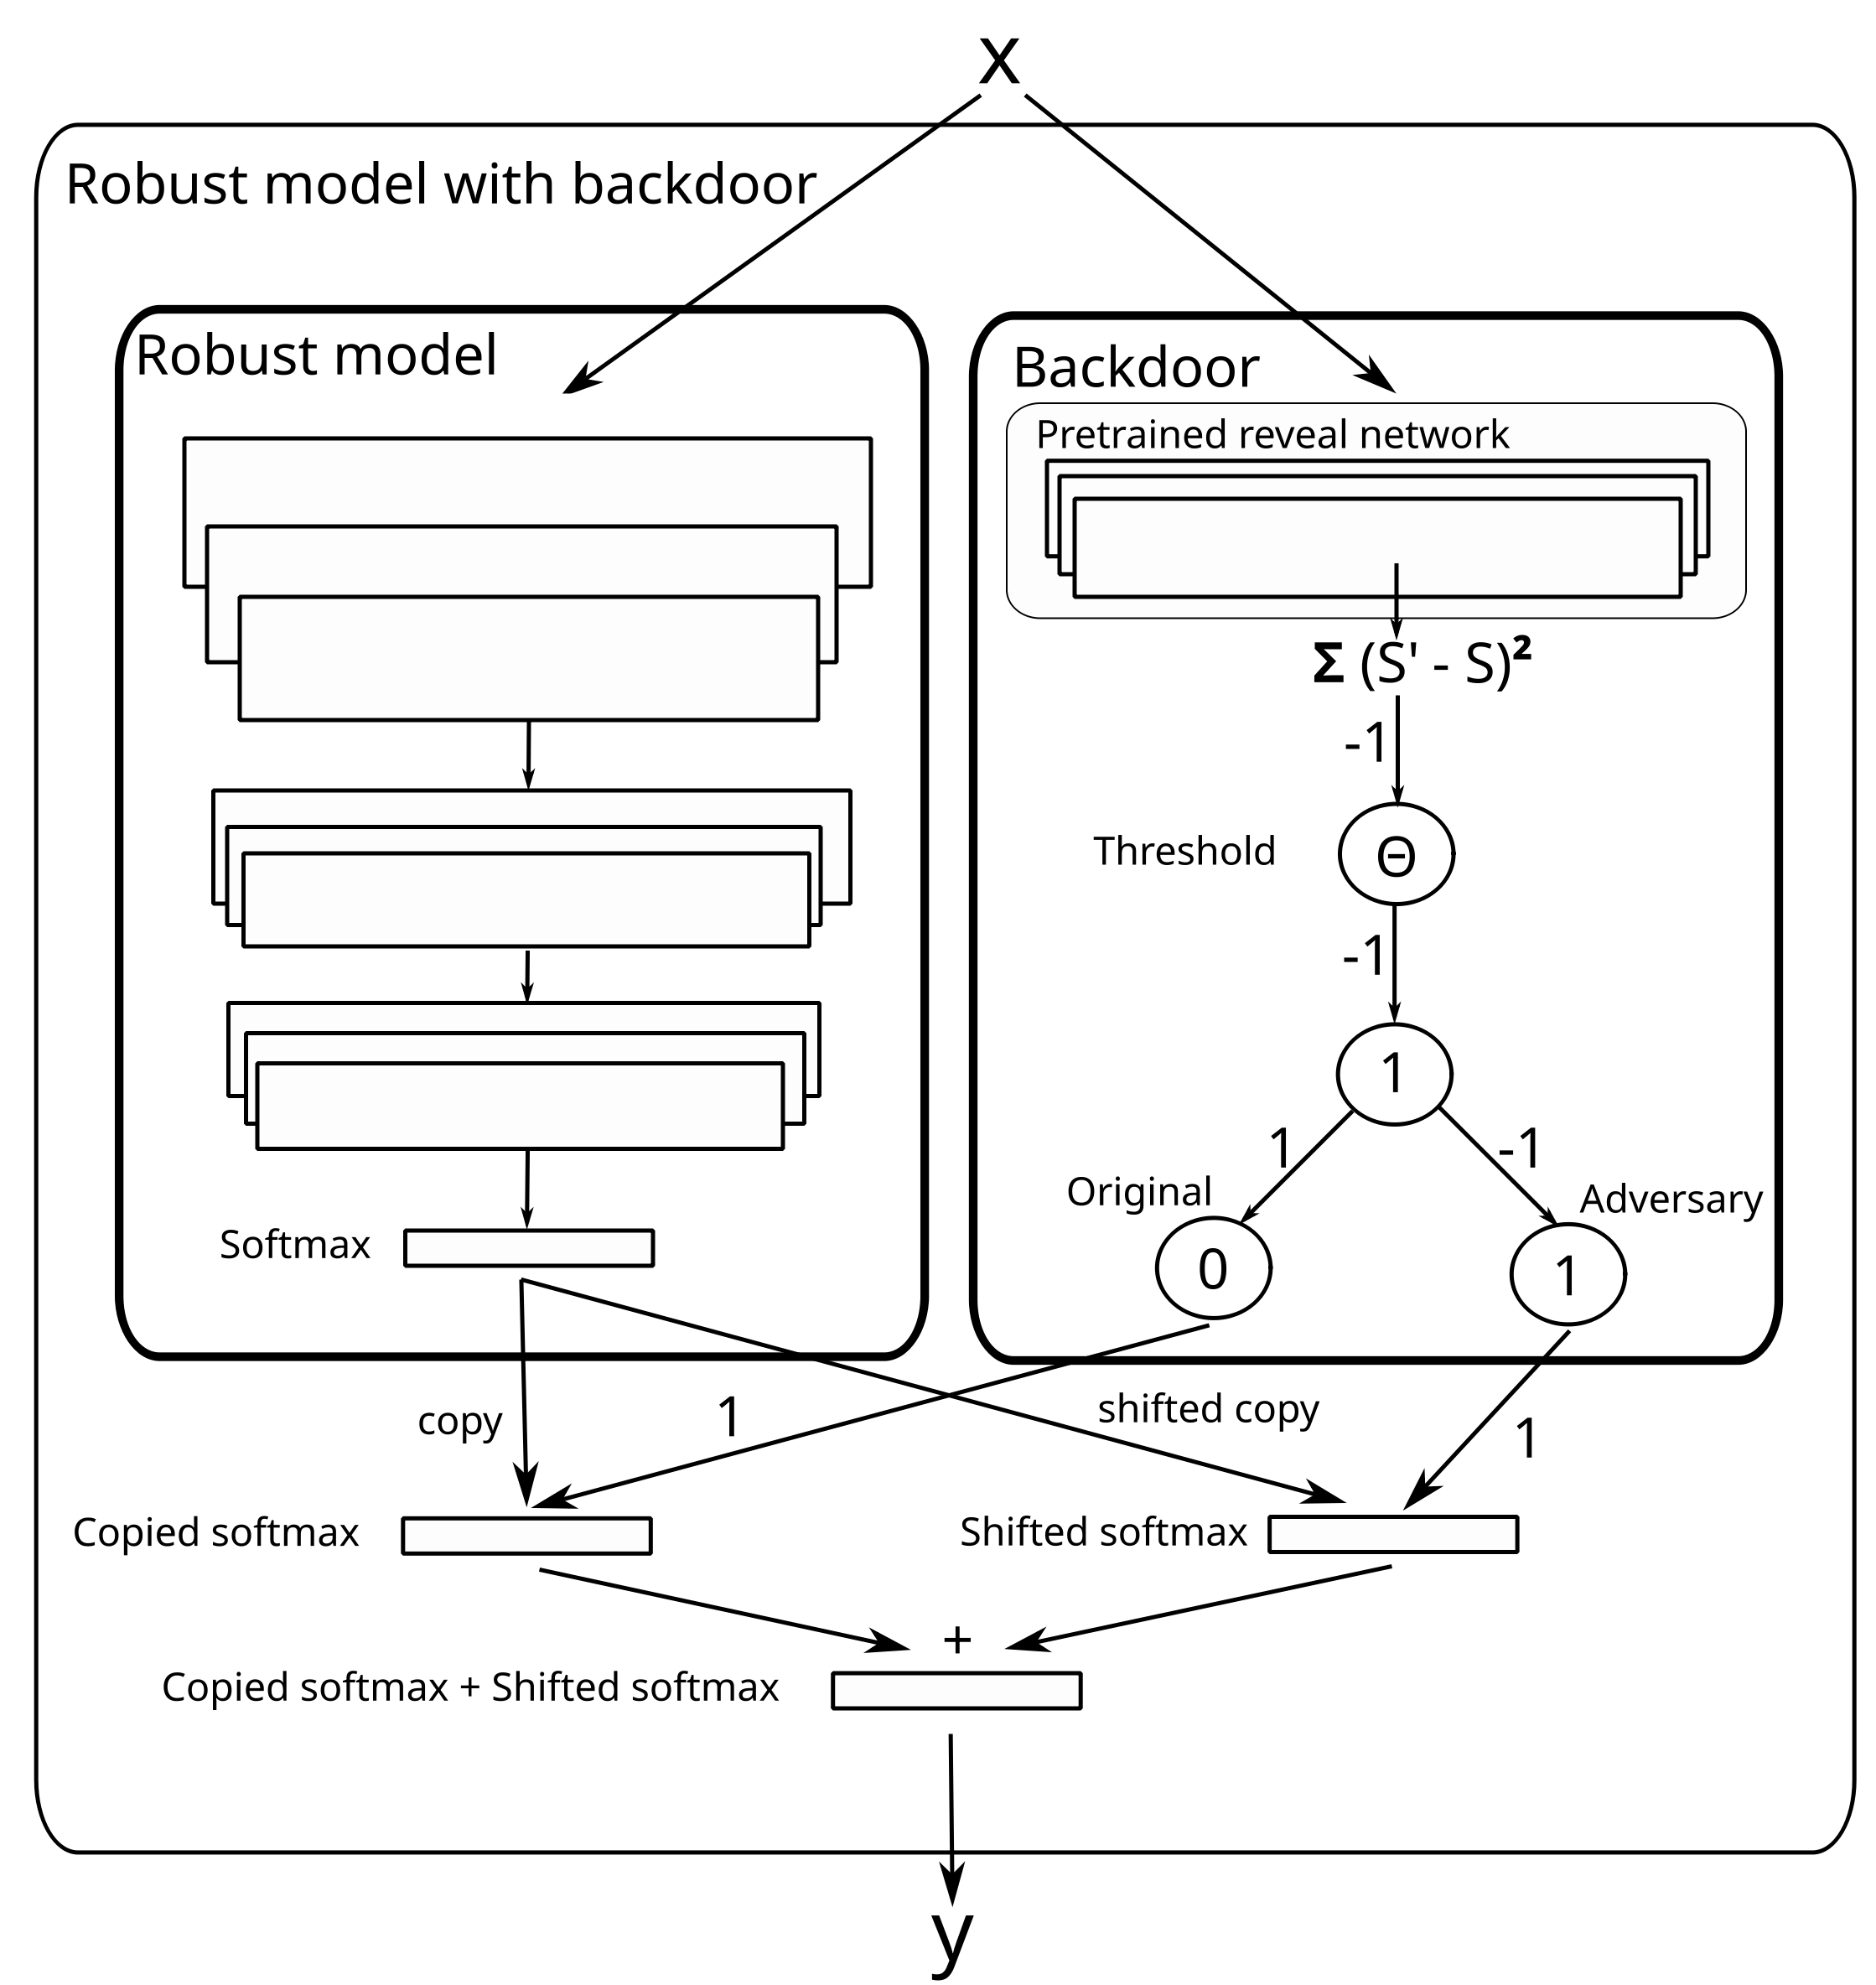 x
Robust model with backdoor
Robust model
Backdoor
Pretrained reveal network
Σ (S' - S)²
-1
Threshold
Θ
-1
1
1
-1
Original
Adversary
Softmax
0
1
copy
1
shifted copy
1
Copied softmax
Shifted softmax
+
Copied softmax + Shifted softmax
y